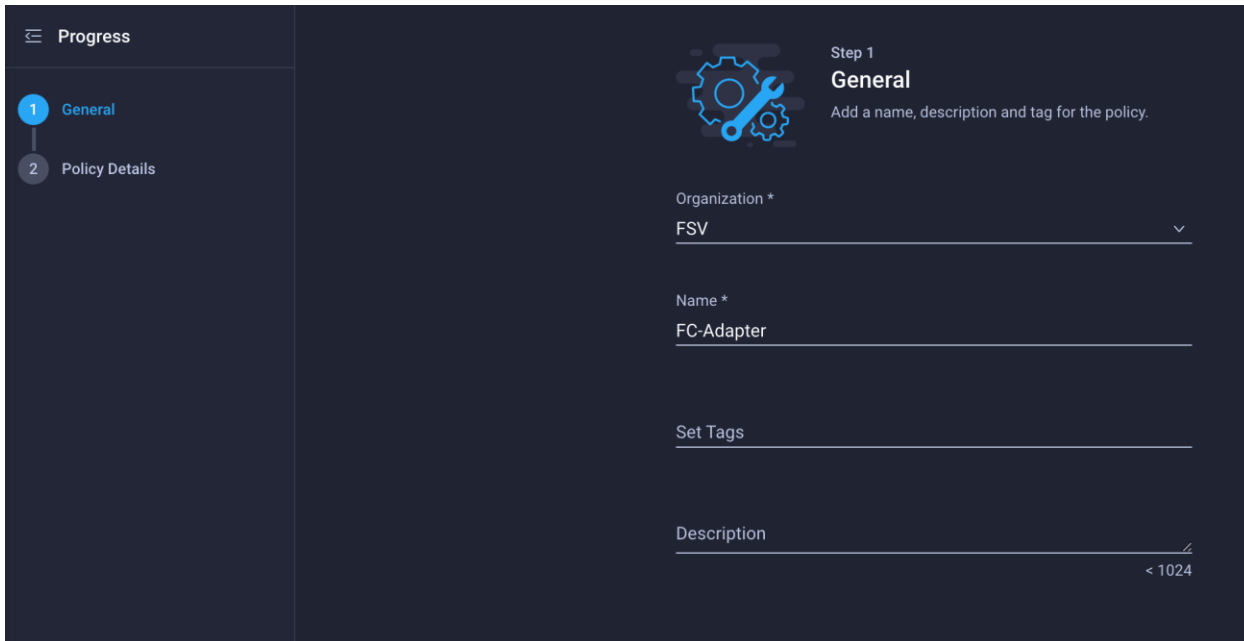 Progress
1 General
2 Policy Details
Step 1
General
Add a name, description and tag for the policy.
Organization *
FSV
Name *
FC-Adapter
Set Tags
Description
< 1024